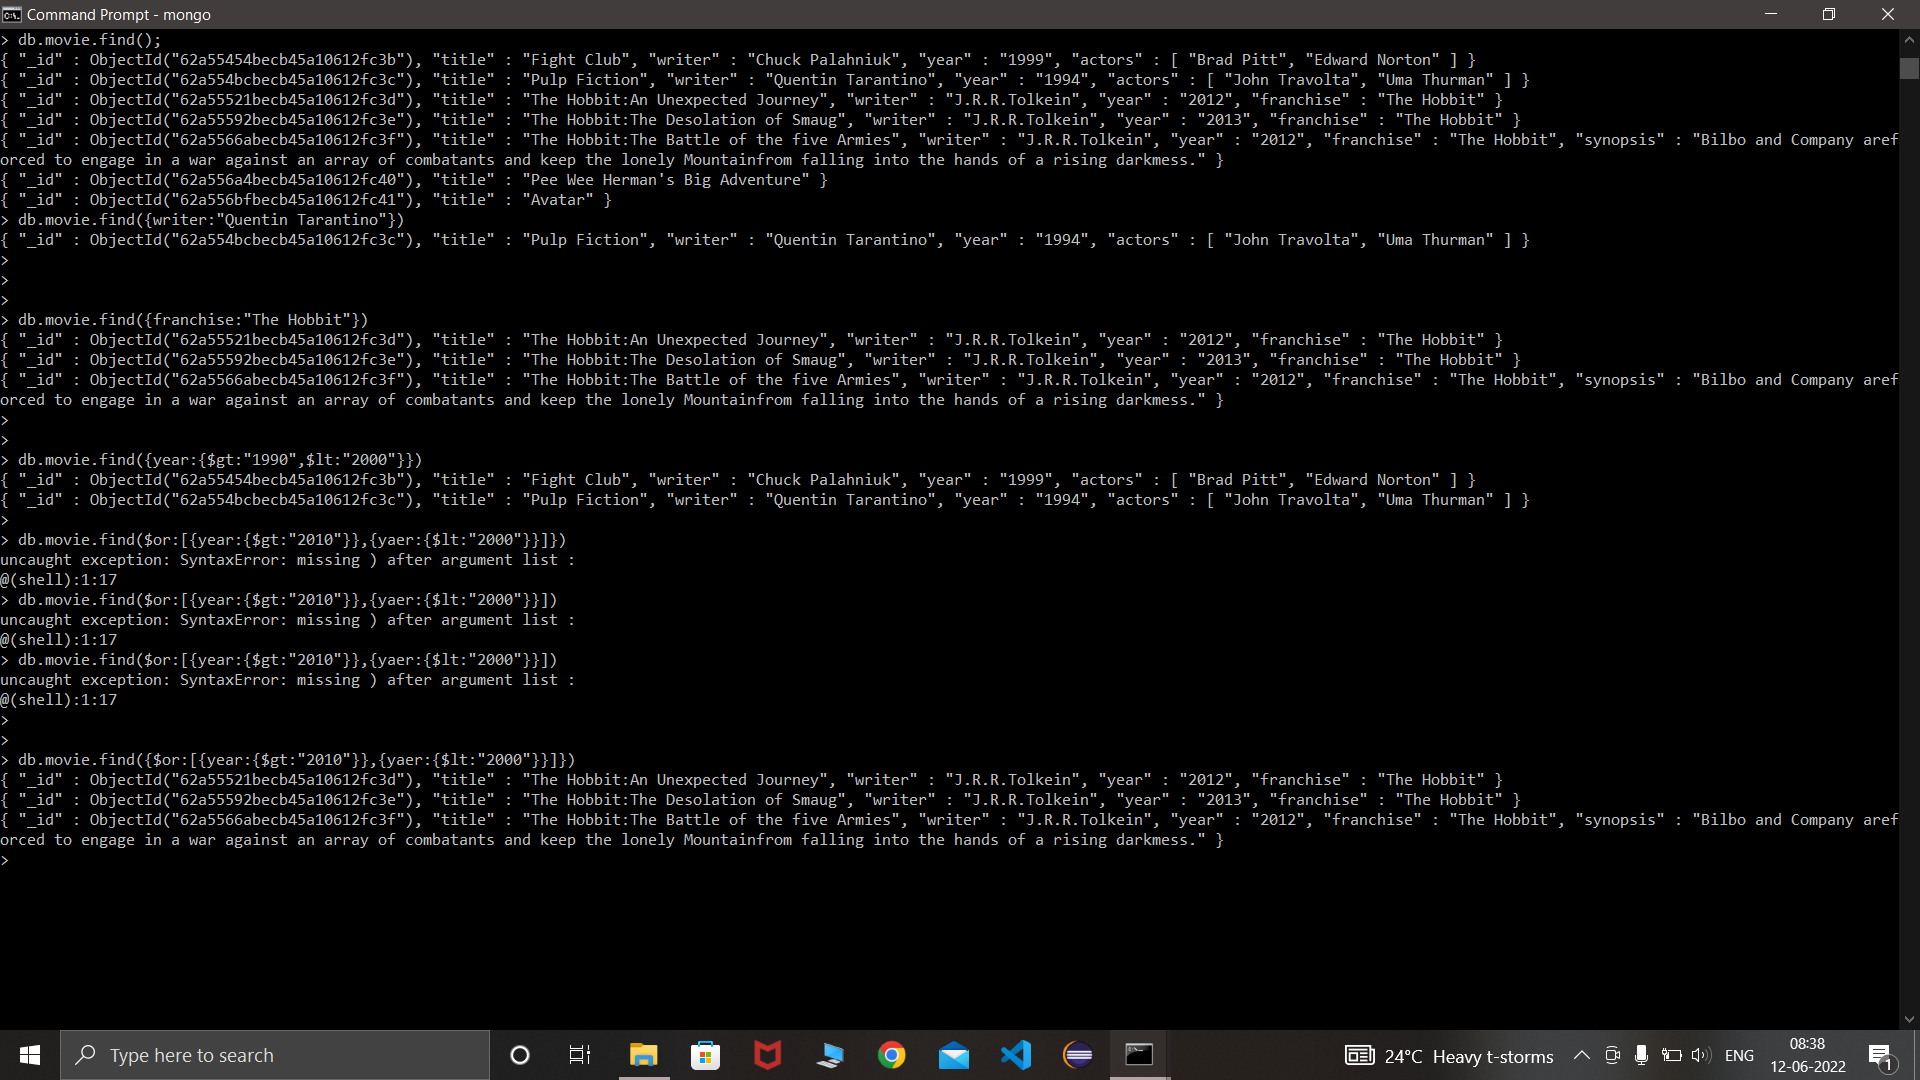 Command Prompt - mongo
> db.movie.find();
{ "_id" : ObjectId("62a55454becb45a10612fc3b"), "title" : "Fight Club", "writer" : "Chuck Palahniuk", "year" : "1999", "actors" : [ "Brad Pitt", "Edward Norton" ] }
{ "_id" : ObjectId("62a554bcbecb45a10612fc3c"), "title" : "Pulp Fiction", "writer" : "Quentin Tarantino", "year" : "1994", "actors" : [ "John Travolta", "Uma Thurman" ] }
{ "_id" : ObjectId("62a55521becb45a10612fc3d"), "title" : "The Hobbit:An Unexpected Journey", "writer" : "J.R.R.Tolkein", "year" : "2012", "franchise" : "The Hobbit" }
{ "_id" : ObjectId("62a55592becb45a10612fc3e"), "title" : "The Hobbit:The Desolation of Smaug", "writer" : "J.R.R.Tolkein", "year" : "2013", "franchise" : "The Hobbit" }
{ "_id" : ObjectId("62a5566abecb45a10612fc3f"), "title" : "The Hobbit:The Battle of the five Armies", "writer" : "J.R.R.Tolkein", "year" : "2012", "franchise" : "The Hobbit", "synopsis" : "Bilbo and Company aref
orced to engage in a war against an array of combatants and keep the lonely Mountainfrom falling into the hands of a rising darkmess." }
{ "_id" : ObjectId("62a556a4becb45a10612fc40"), "title" : "Pee Wee Herman's Big Adventure" }
{ "_id" : ObjectId("62a556bfbecb45a10612fc41"), "title" : "Avatar" }
> db.movie.find({writer:"Quentin Tarantino"})
{ "_id" : ObjectId("62a554bcbecb45a10612fc3c"), "title" : "Pulp Fiction", "writer" : "Quentin Tarantino", "year" : "1994", "actors" : [ "John Travolta", "Uma Thurman" ] }
>
>
>
> db.movie.find({franchise:"The Hobbit"})
{ "_id" : ObjectId("62a55521becb45a10612fc3d"), "title" : "The Hobbit:An Unexpected Journey", "writer" : "J.R.R.Tolkein", "year" : "2012", "franchise" : "The Hobbit" }
{ "_id" : ObjectId("62a55592becb45a10612fc3e"), "title" : "The Hobbit:The Desolation of Smaug", "writer" : "J.R.R.Tolkein", "year" : "2013", "franchise" : "The Hobbit" }
{ "_id" : ObjectId("62a5566abecb45a10612fc3f"), "title" : "The Hobbit:The Battle of the five Armies", "writer" : "J.R.R.Tolkein", "year" : "2012", "franchise" : "The Hobbit", "synopsis" : "Bilbo and Company aref
orced to engage in a war against an array of combatants and keep the lonely Mountainfrom falling into the hands of a rising darkmess." }
>
>
> db.movie.find({year:{$gt:"1990",$lt:"2000"}})
{ "_id" : ObjectId("62a55454becb45a10612fc3b"), "title" : "Fight Club", "writer" : "Chuck Palahniuk", "year" : "1999", "actors" : [ "Brad Pitt", "Edward Norton" ] }
{ "_id" : ObjectId("62a554bcbecb45a10612fc3c"), "title" : "Pulp Fiction", "writer" : "Quentin Tarantino", "year" : "1994", "actors" : [ "John Travolta", "Uma Thurman" ] }
>
> db.movie.find($or:[{year:{$gt:"2010"}},{yaer:{$lt:"2000"}}]})
uncaught exception: SyntaxError: missing ) after argument list :
@(shell):1:17
> db.movie.find($or:[{year:{$gt:"2010"}},{yaer:{$lt:"2000"}}])
uncaught exception: SyntaxError: missing ) after argument list :
@(shell):1:17
> db.movie.find($or:[{year:{$gt:"2010"}},{yaer:{$lt:"2000"}}])
uncaught exception: SyntaxError: missing ) after argument list :
@(shell):1:17
>
>
> db.movie.find({$or:[{year:{$gt:"2010"}},{yaer:{$lt:"2000"}}]})
{ "_id" : ObjectId("62a55521becb45a10612fc3d"), "title" : "The Hobbit:An Unexpected Journey", "writer" : "J.R.R.Tolkein", "year" : "2012", "franchise" : "The Hobbit" }
{ "_id" : ObjectId("62a55592becb45a10612fc3e"), "title" : "The Hobbit:The Desolation of Smaug", "writer" : "J.R.R.Tolkein", "year" : "2013", "franchise" : "The Hobbit" }
{ "_id" : ObjectId("62a5566abecb45a10612fc3f"), "title" : "The Hobbit:The Battle of the five Armies", "writer" : "J.R.R.Tolkein", "year" : "2012", "franchise" : "The Hobbit", "synopsis" : "Bilbo and Company aref
orced to engage in a war against an array of combatants and keep the lonely Mountainfrom falling into the hands of a rising darkmess." }
>
Type here to search
24°C Heavy t-storms
ENG
08:38
12-06-2022
1